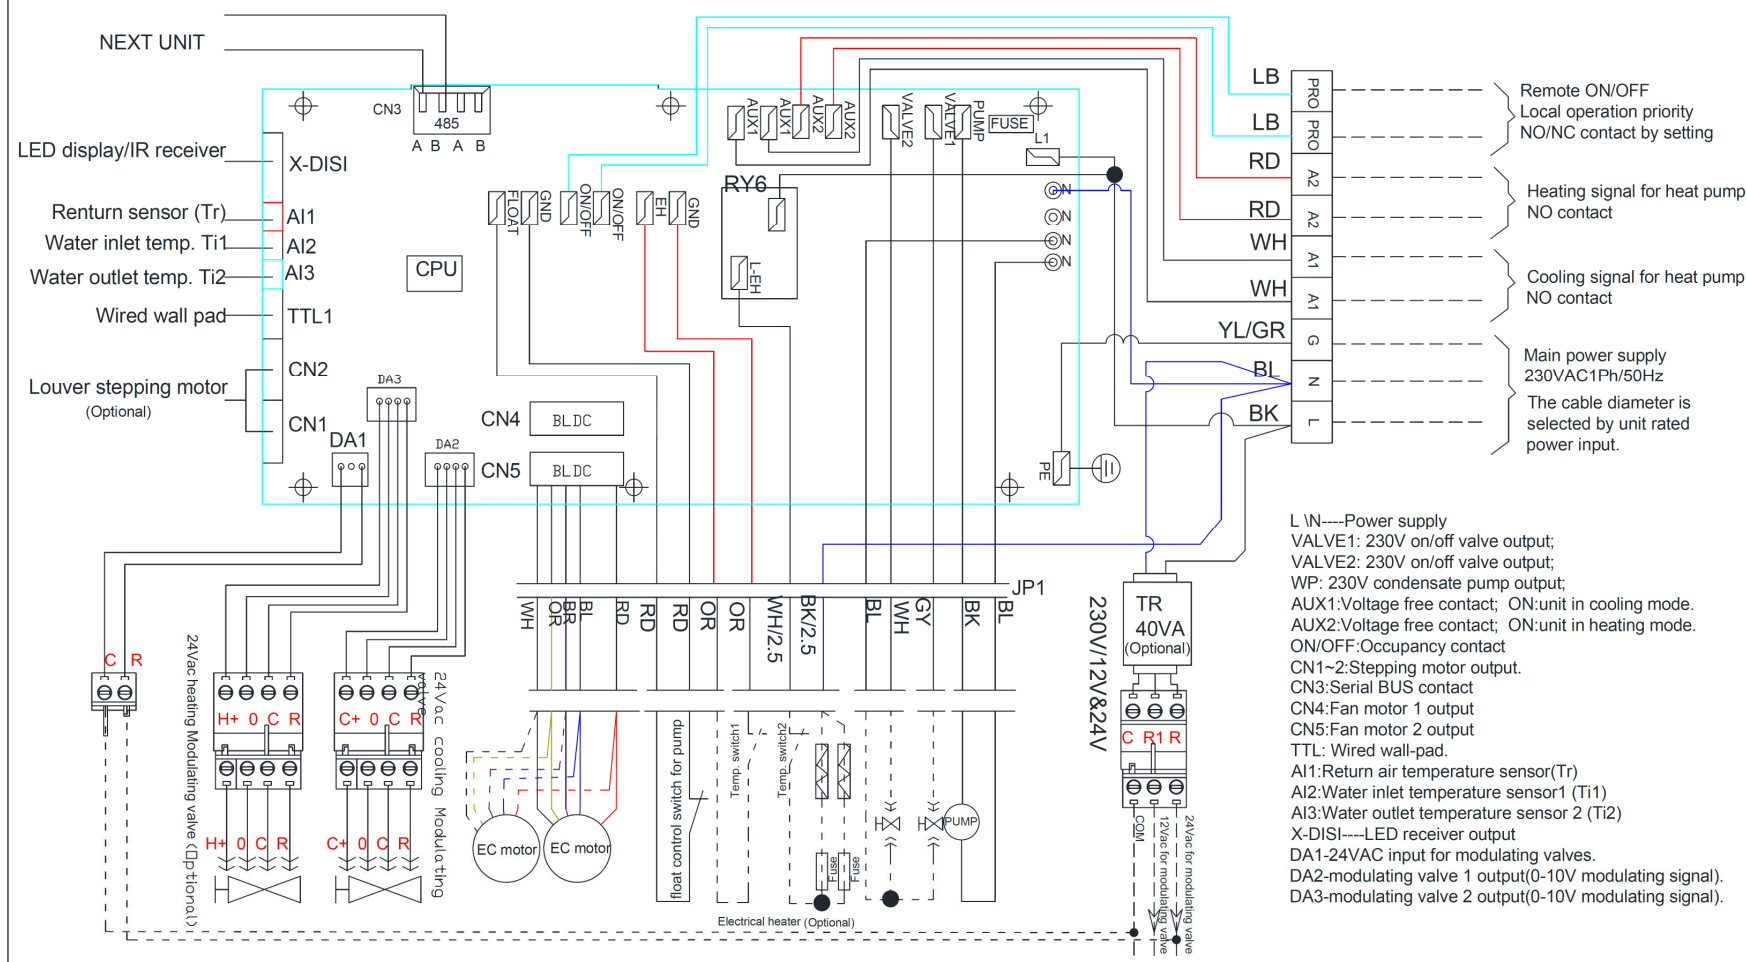 NEXT UNIT
CN3
485
A B A B
LED display/IR receiver
X-DISI
Renturn sensor (Tr)
AI1
Water inlet temp. Ti1
AI2
Water outlet temp. Ti2
AI3
Wired wall pad
TTL1
CN2
Louver stepping motor
(Optional)
CN1
CPU
DA3
DA1
DA2
CN4
BLDC
CN5
BLDC
FLOAT
GND
ON/OFF
ON/OFF
EH
GND
AUX1
AUX1
AUX2
AUX2
VALVE2
VALVE1
PUMP
FUSE
L1
RY6
L-EH
N
N
N
N
PE
LB
PRO
LB
PRO
RD
A2
RD
A2
WH
A1
WH
A1
YL/GR
G
BL
N
BK
L
Remote ON/OFF
Local operation priority
NO/NC contact by setting
Heating signal for heat pump
NO contact
Cooling signal for heat pump
NO contact
Main power supply
230VAC1Ph/50Hz
The cable diameter is
selected by unit rated
power input.
JP1
WH
OR
BR
BL
RD
RD
RD
OR
OR
WH/2.5
BK/2.5
BL
WH
GY
BK
BL
230V/12V&24V
TR
40VA
(Optional)
C R1 R
COM
12Vac for modulating valve
24Vac for modulating valve
C R
24Vac heating Modulating valve (Optional)
H+ 0 C R
H+ 0 C R
24Vac cooling Modulating
valve
C+ 0 C R
C+ 0 C R
EC motor
EC motor
float control switch for pump
Temp. switch1
Temp. switch2
Fuse
Fuse
PUMP
Electrical heater (Optional)
L \N----Power supply
VALVE1: 230V on/off valve output;
VALVE2: 230V on/off valve output;
WP: 230V condensate pump output;
AUX1:Voltage free contact; ON:unit in cooling mode.
AUX2:Voltage free contact; ON:unit in heating mode.
ON/OFF:Occupancy contact
CN1~2:Stepping motor output.
CN3:Serial BUS contact
CN4:Fan motor 1 output
CN5:Fan motor 2 output
TTL: Wired wall-pad.
AI1:Return air temperature sensor(Tr)
AI2:Water inlet temperature sensor1 (Ti1)
AI3:Water outlet temperature sensor 2 (Ti2)
X-DISI----LED receiver output
DA1-24VAC input for modulating valves.
DA2-modulating valve 1 output(0-10V modulating signal).
DA3-modulating valve 2 output(0-10V modulating signal).